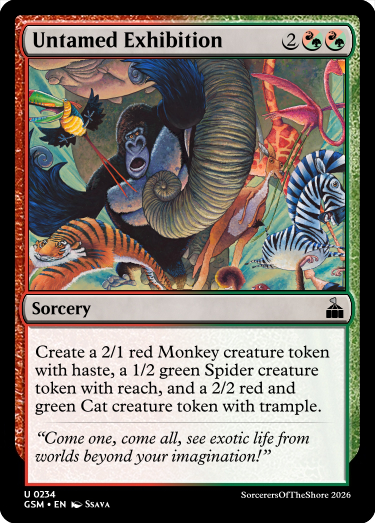 Untamed Exhibition 2
Sorcery
Create a 2/1 red Monkey creature token
with haste, a 1/2 green Spider creature
token with reach, and a 2/2 red and
green Cat creature token with trample.
“Come one, come all, see exotic life from
worlds beyond your imagination!”
U 0234
GSM • EN Ssava
SorcerersOfTheShore 2026